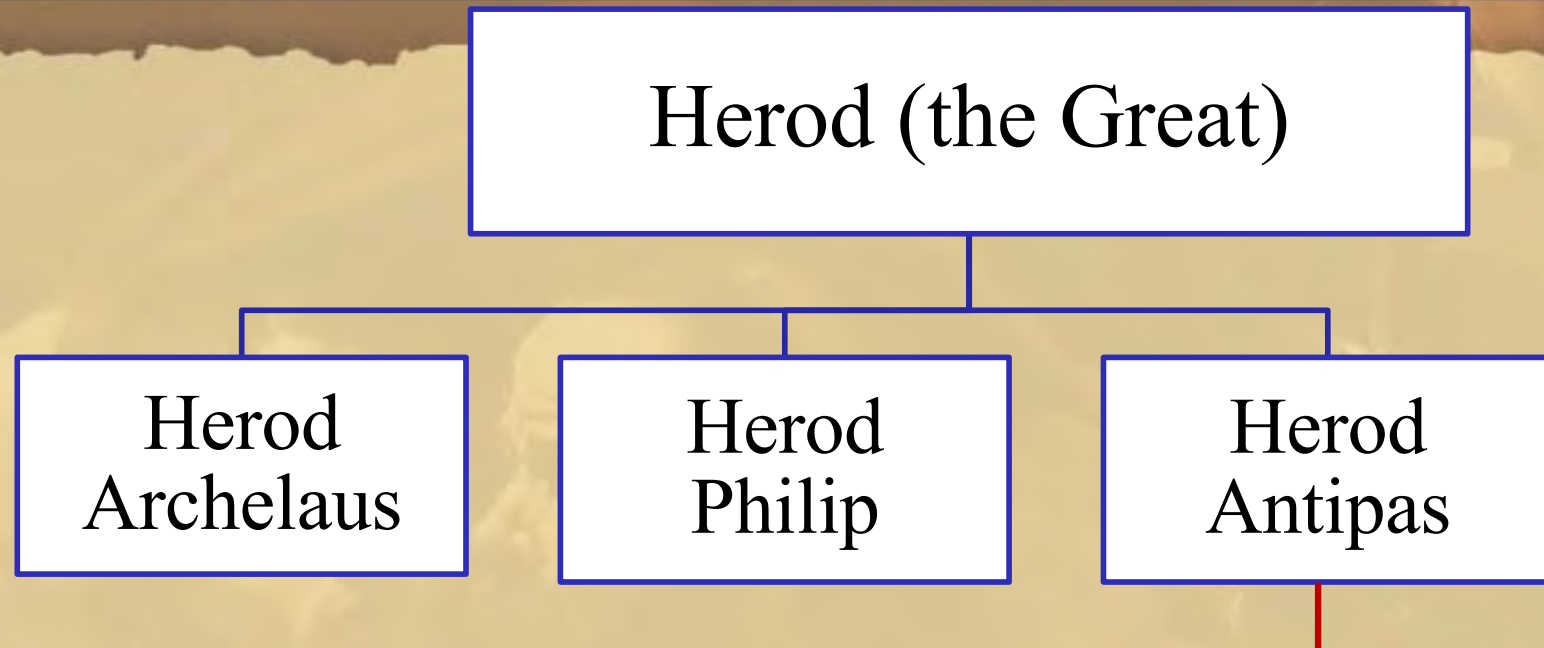 Herod (the Great)
Herod
Archelaus
Herod
Philip
Herod
Antipas